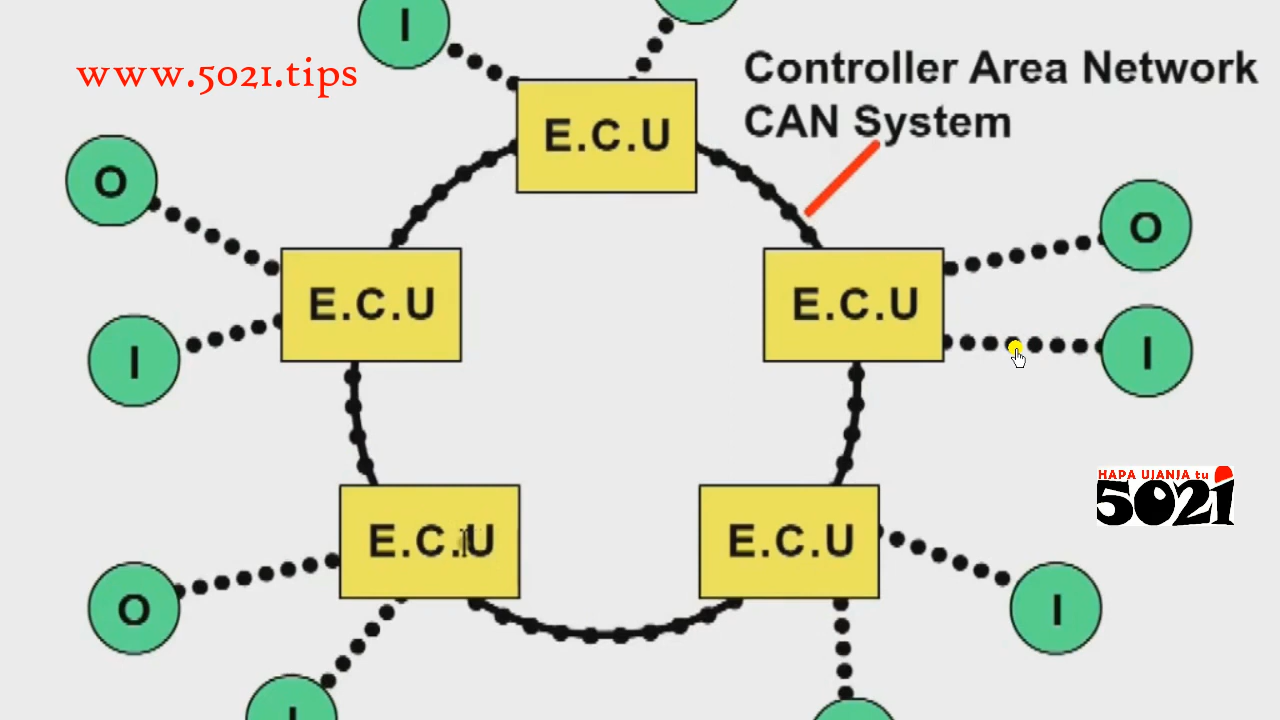 I
www.5021.tips
Controller Area Network
CAN System
E.C.U
O
O
E.C.U
E.C.U
I
I
HAPA UJANJA tu
5021
E.C.U
E.C.U
O
I